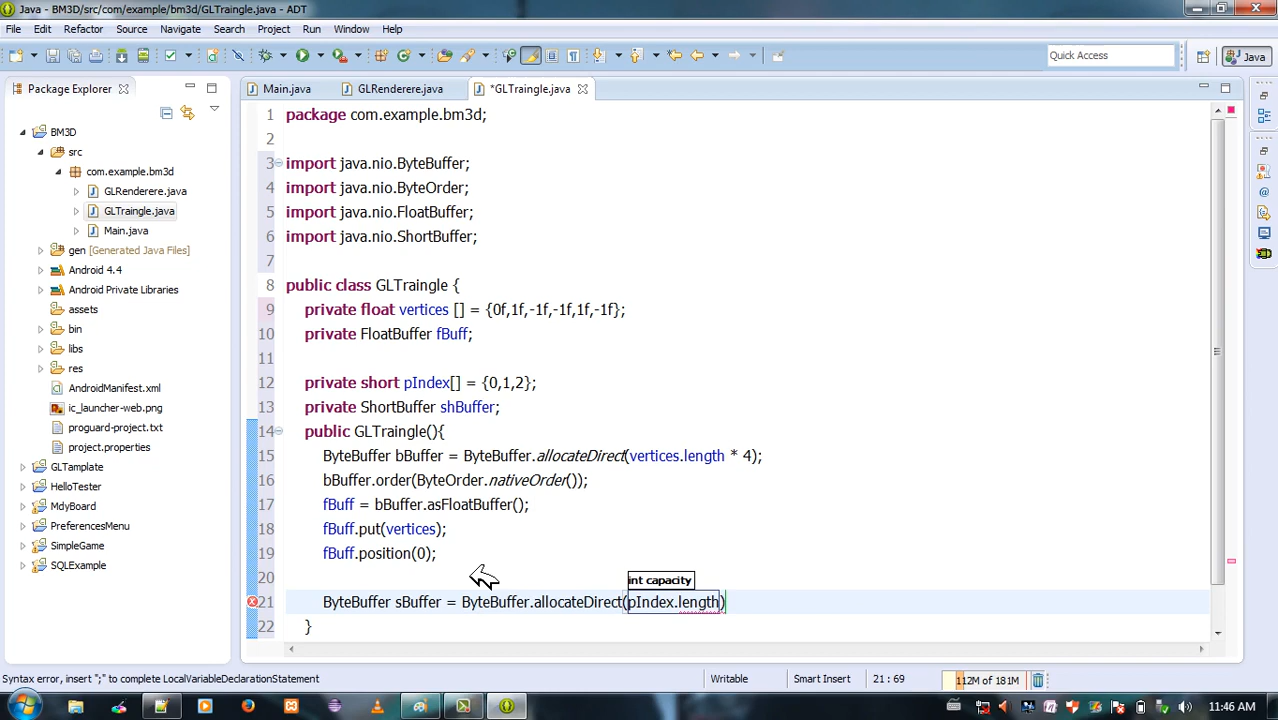 Java - BM3D/src/com/example/bm3d/GLTraingle.java - ADT
File Edit Refactor Source Navigate Search Project Run Window Help
Quick Access
Java
Package Explorer
Main.java
GLRenderere.java
*GLTraingle.java
BM3D
src
com.example.bm3d
GLRenderere.java
GLTraingle.java
Main.java
gen [Generated Java Files]
Android 4.4
Android Private Libraries
assets
bin
libs
res
AndroidManifest.xml
ic_launcher-web.png
proguard-project.txt
project.properties
GLTamplate
HelloTester
MdyBoard
PreferencesMenu
SimpleGame
SQLExample
1 package com.example.bm3d;
2
3 import java.nio.ByteBuffer;
4 import java.nio.ByteOrder;
5 import java.nio.FloatBuffer;
6 import java.nio.ShortBuffer;
7
8 public class GLTraingle {
9 private float vertices [] = {0f,1f,-1f,-1f,1f,-1f};
10 private FloatBuffer fBuff;
11
12 private short pIndex[] = {0,1,2};
13 private ShortBuffer shBuffer;
14 public GLTraingle(){
15 ByteBuffer bBuffer = ByteBuffer.allocateDirect(vertices.length * 4);
16 bBuffer.order(ByteOrder.nativeOrder());
17 fBuff = bBuffer.asFloatBuffer();
18 fBuff.put(vertices);
19 fBuff.position(0);
20
int capacity
21 ByteBuffer sBuffer = ByteBuffer.allocateDirect(pIndex.length)
22 }
Syntax error, insert ";" to complete LocalVariableDeclarationStatement
Writable
Smart Insert
21 : 69
112M of 181M
11:46 AM